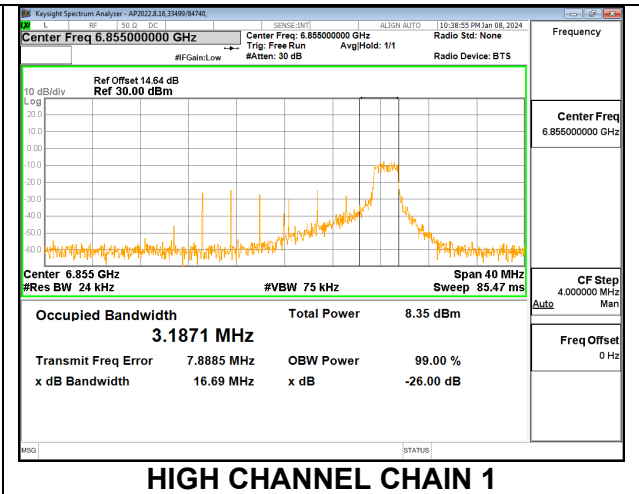 Keysight Spectrum Analyzer - AP2022.8.16,33499/84740,
L RF 50 Ω DC SENSE:INT ALIGN AUTO 10:38:55 PM Jan 08, 2024
Center Freq 6.855000000 GHz
Center Freq: 6.855000000 GHz
Radio Std: None
Trig: Free Run Avg|Hold: 1/1
#IFGain:Low
#Atten: 30 dB
Radio Device: BTS
Frequency
Ref Offset 14.64 dB
10 dB/div Ref 30.00 dBm
Log
20.0
10.0
0.00
-10.0
-20.0
-30.0
-40.0
-50.0
-60.0
Center Freq
6.855000000 GHz
Center 6.855 GHz Span 40 MHz
#Res BW 24 kHz #VBW 75 kHz Sweep 85.47 ms
CF Step
4.000000 MHz
Auto Man
Occupied Bandwidth Total Power 8.35 dBm
3.1871 MHz
Transmit Freq Error 7.8885 MHz OBW Power 99.00 %
x dB Bandwidth 16.69 MHz x dB -26.00 dB
Freq Offset
0 Hz
MSG STATUS
HIGH CHANNEL CHAIN 1